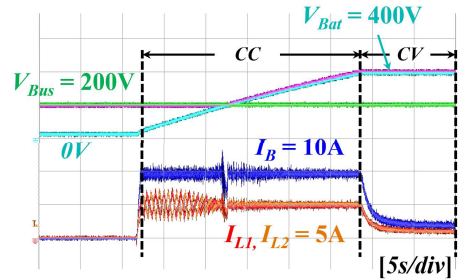 CC
CV
V_Bat = 400V
V_Bus = 200V
0V
I_B = 10A
I_L1, I_L2 = 5A
[5s/div]